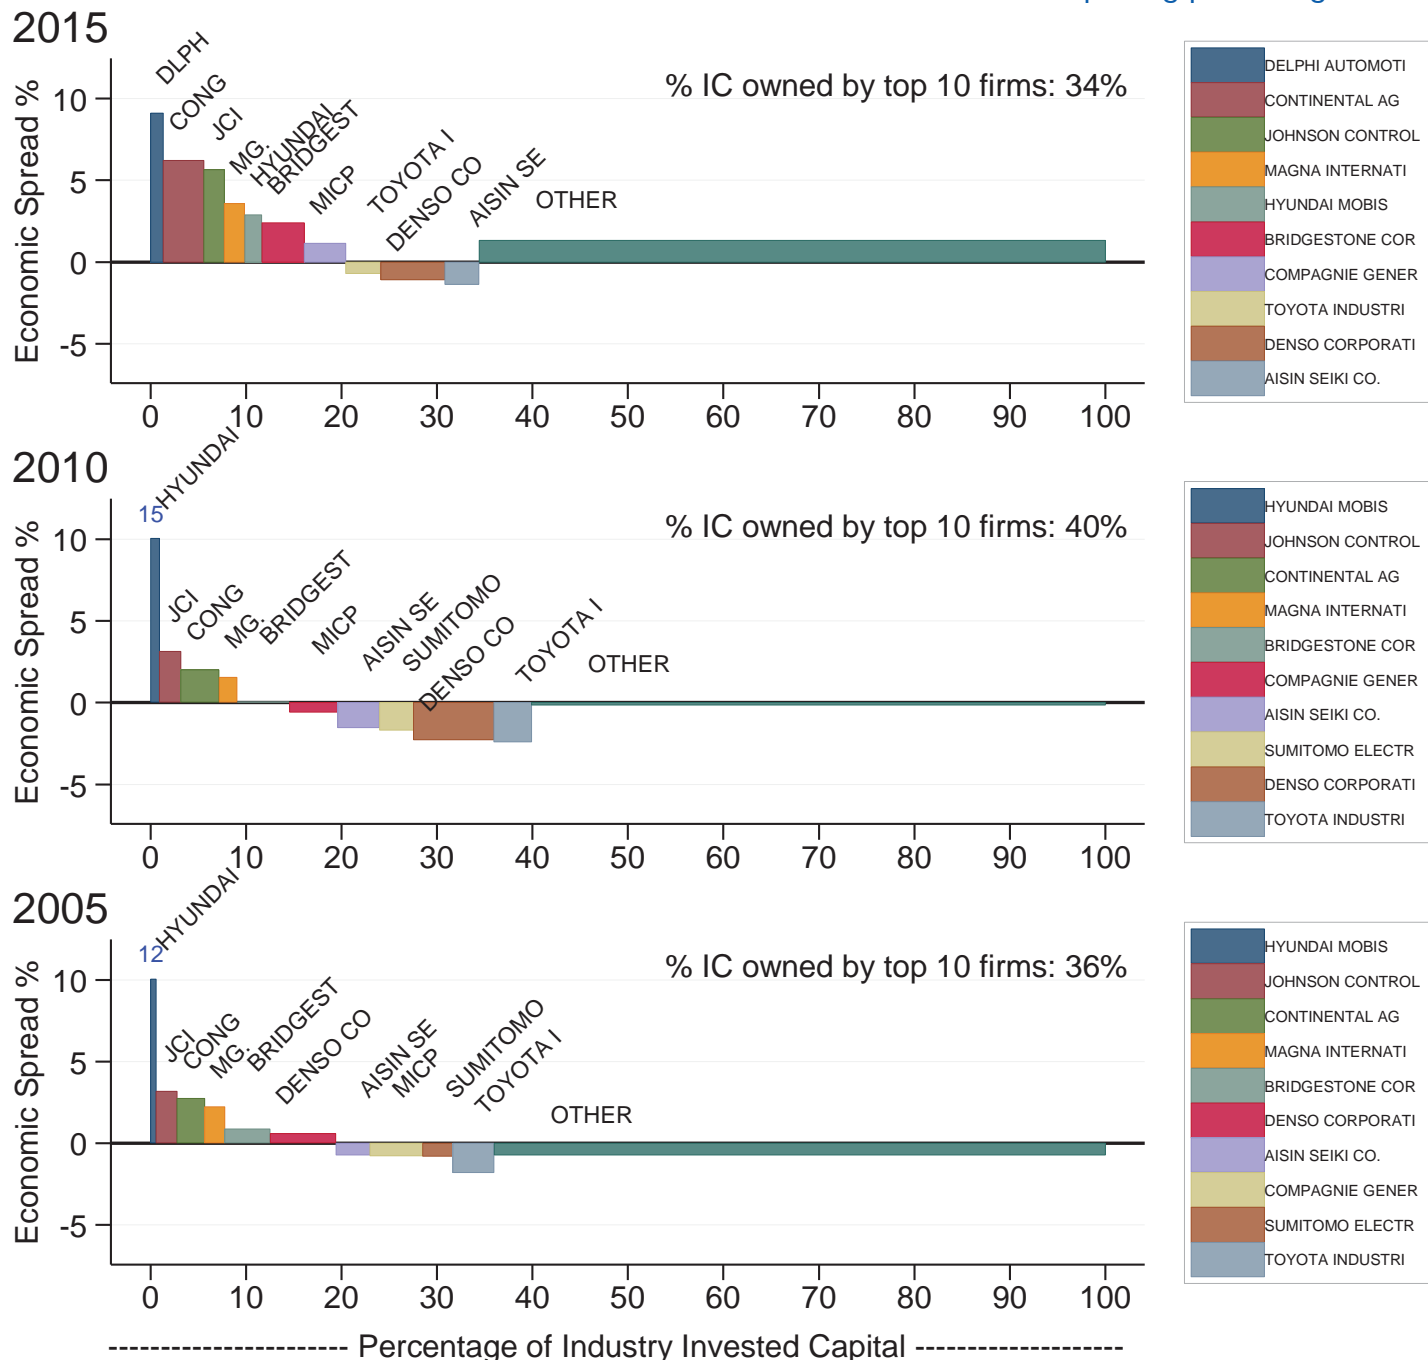 2015
Economic Spread %
10
5
0
-5
DLPH
CONG
JCI
MG.
HYUNDAI
BRIDGEST
MICP
TOYOTA I
DENSO CO
AISIN SE
OTHER
% IC owned by top 10 firms: 34%
0 10 20 30 40 50 60 70 80 90 100
DELPHI AUTOMOTI
CONTINENTAL AG
JOHNSON CONTROL
MAGNA INTERNATI
HYUNDAI MOBIS
BRIDGESTONE COR
COMPAGNIE GENER
TOYOTA INDUSTRI
DENSO CORPORATI
AISIN SEIKI CO.
2010
Economic Spread %
10
5
0
-5
15
HYUNDAI
JCI
CONG
MG.
BRIDGEST
MICP
AISIN SE
SUMITOMO
DENSO CO
TOYOTA I
OTHER
% IC owned by top 10 firms: 40%
0 10 20 30 40 50 60 70 80 90 100
HYUNDAI MOBIS
JOHNSON CONTROL
CONTINENTAL AG
MAGNA INTERNATI
BRIDGESTONE COR
COMPAGNIE GENER
AISIN SEIKI CO.
SUMITOMO ELECTR
DENSO CORPORATI
TOYOTA INDUSTRI
2005
Economic Spread %
10
5
0
-5
12
HYUNDAI
JCI
CONG
MG.
BRIDGEST
DENSO CO
AISIN SE
MICP
SUMITOMO
TOYOTA I
OTHER
% IC owned by top 10 firms: 36%
0 10 20 30 40 50 60 70 80 90 100
HYUNDAI MOBIS
JOHNSON CONTROL
CONTINENTAL AG
MAGNA INTERNATI
BRIDGESTONE COR
DENSO CORPORATI
AISIN SEIKI CO.
COMPAGNIE GENER
SUMITOMO ELECTR
TOYOTA INDUSTRI
--------------------- Percentage of Industry Invested Capital ------------------